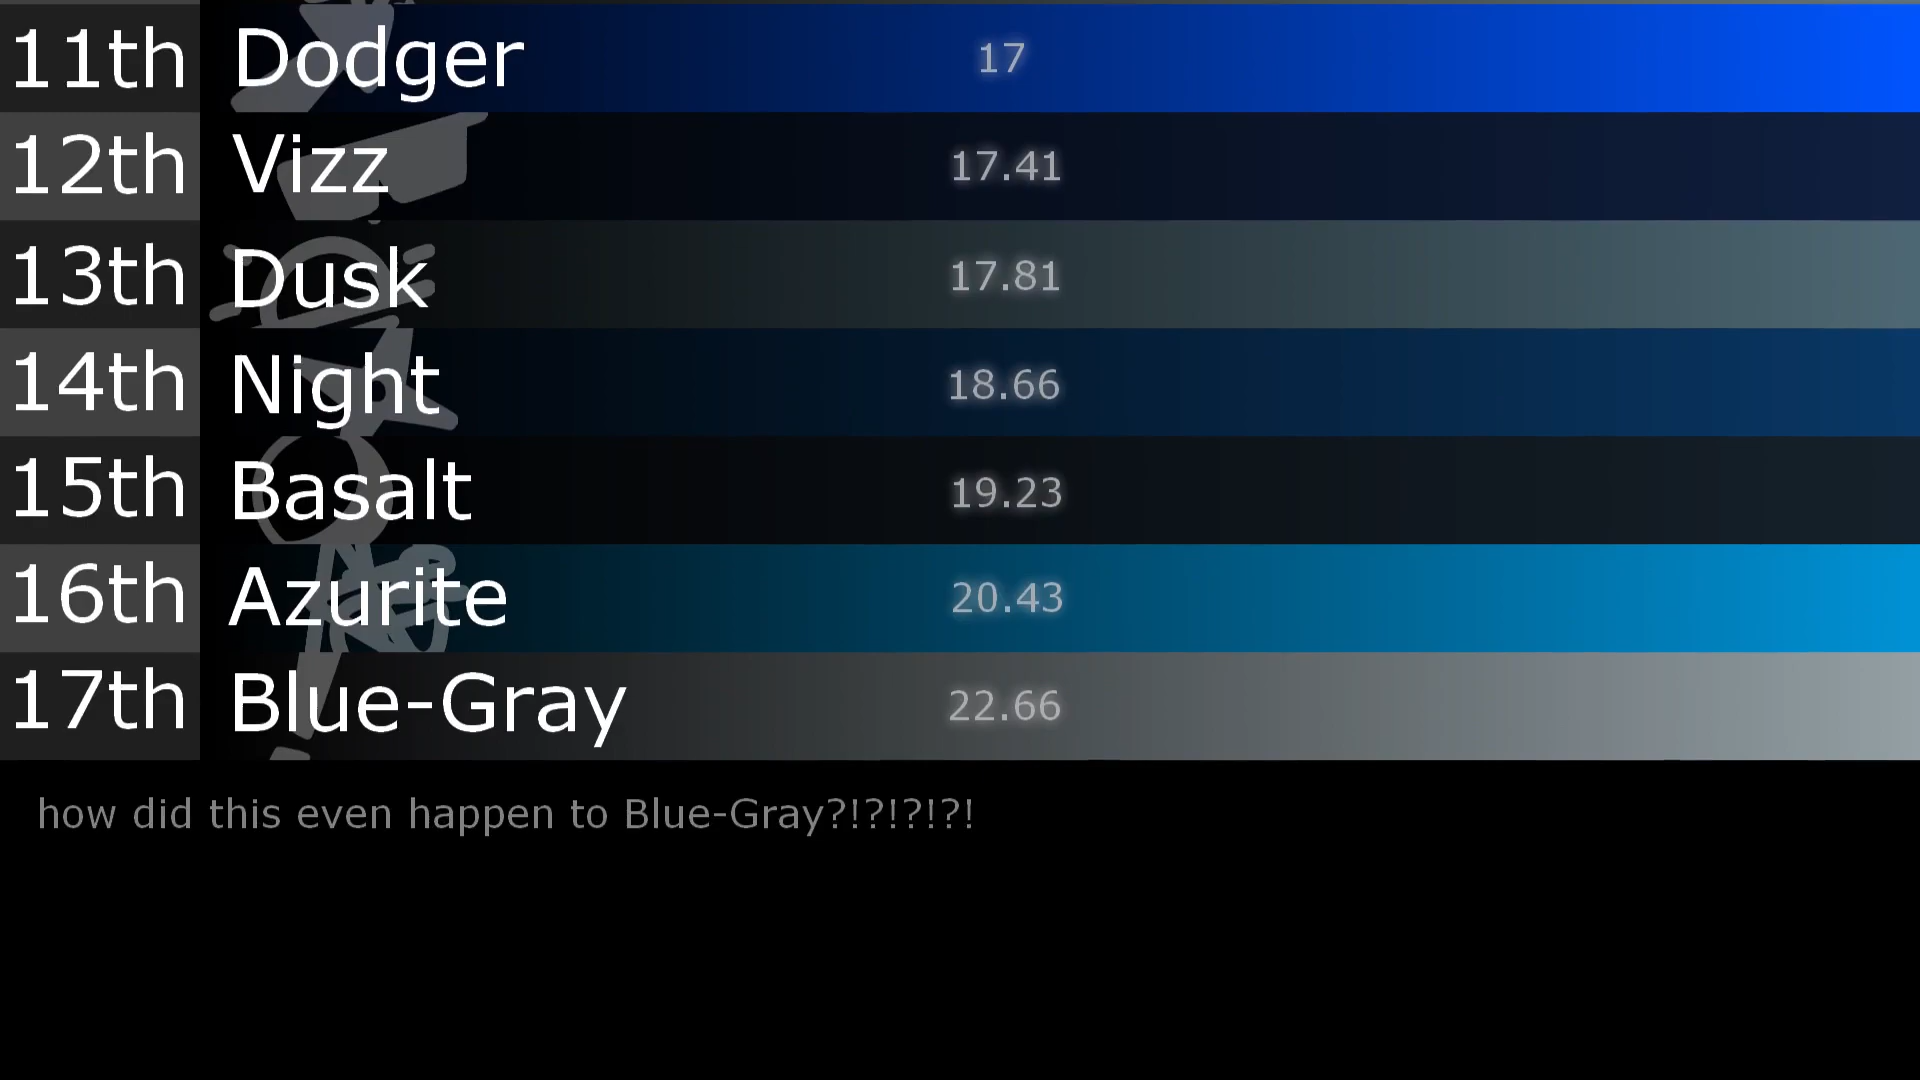 11th Dodger 17
12th Vizz 17.41
13th Dusk 17.81
14th Night 18.66
15th Basalt 19.23
16th Azurite 20.43
17th Blue-Gray 22.66
how did this even happen to Blue-Gray?!?!?!?!